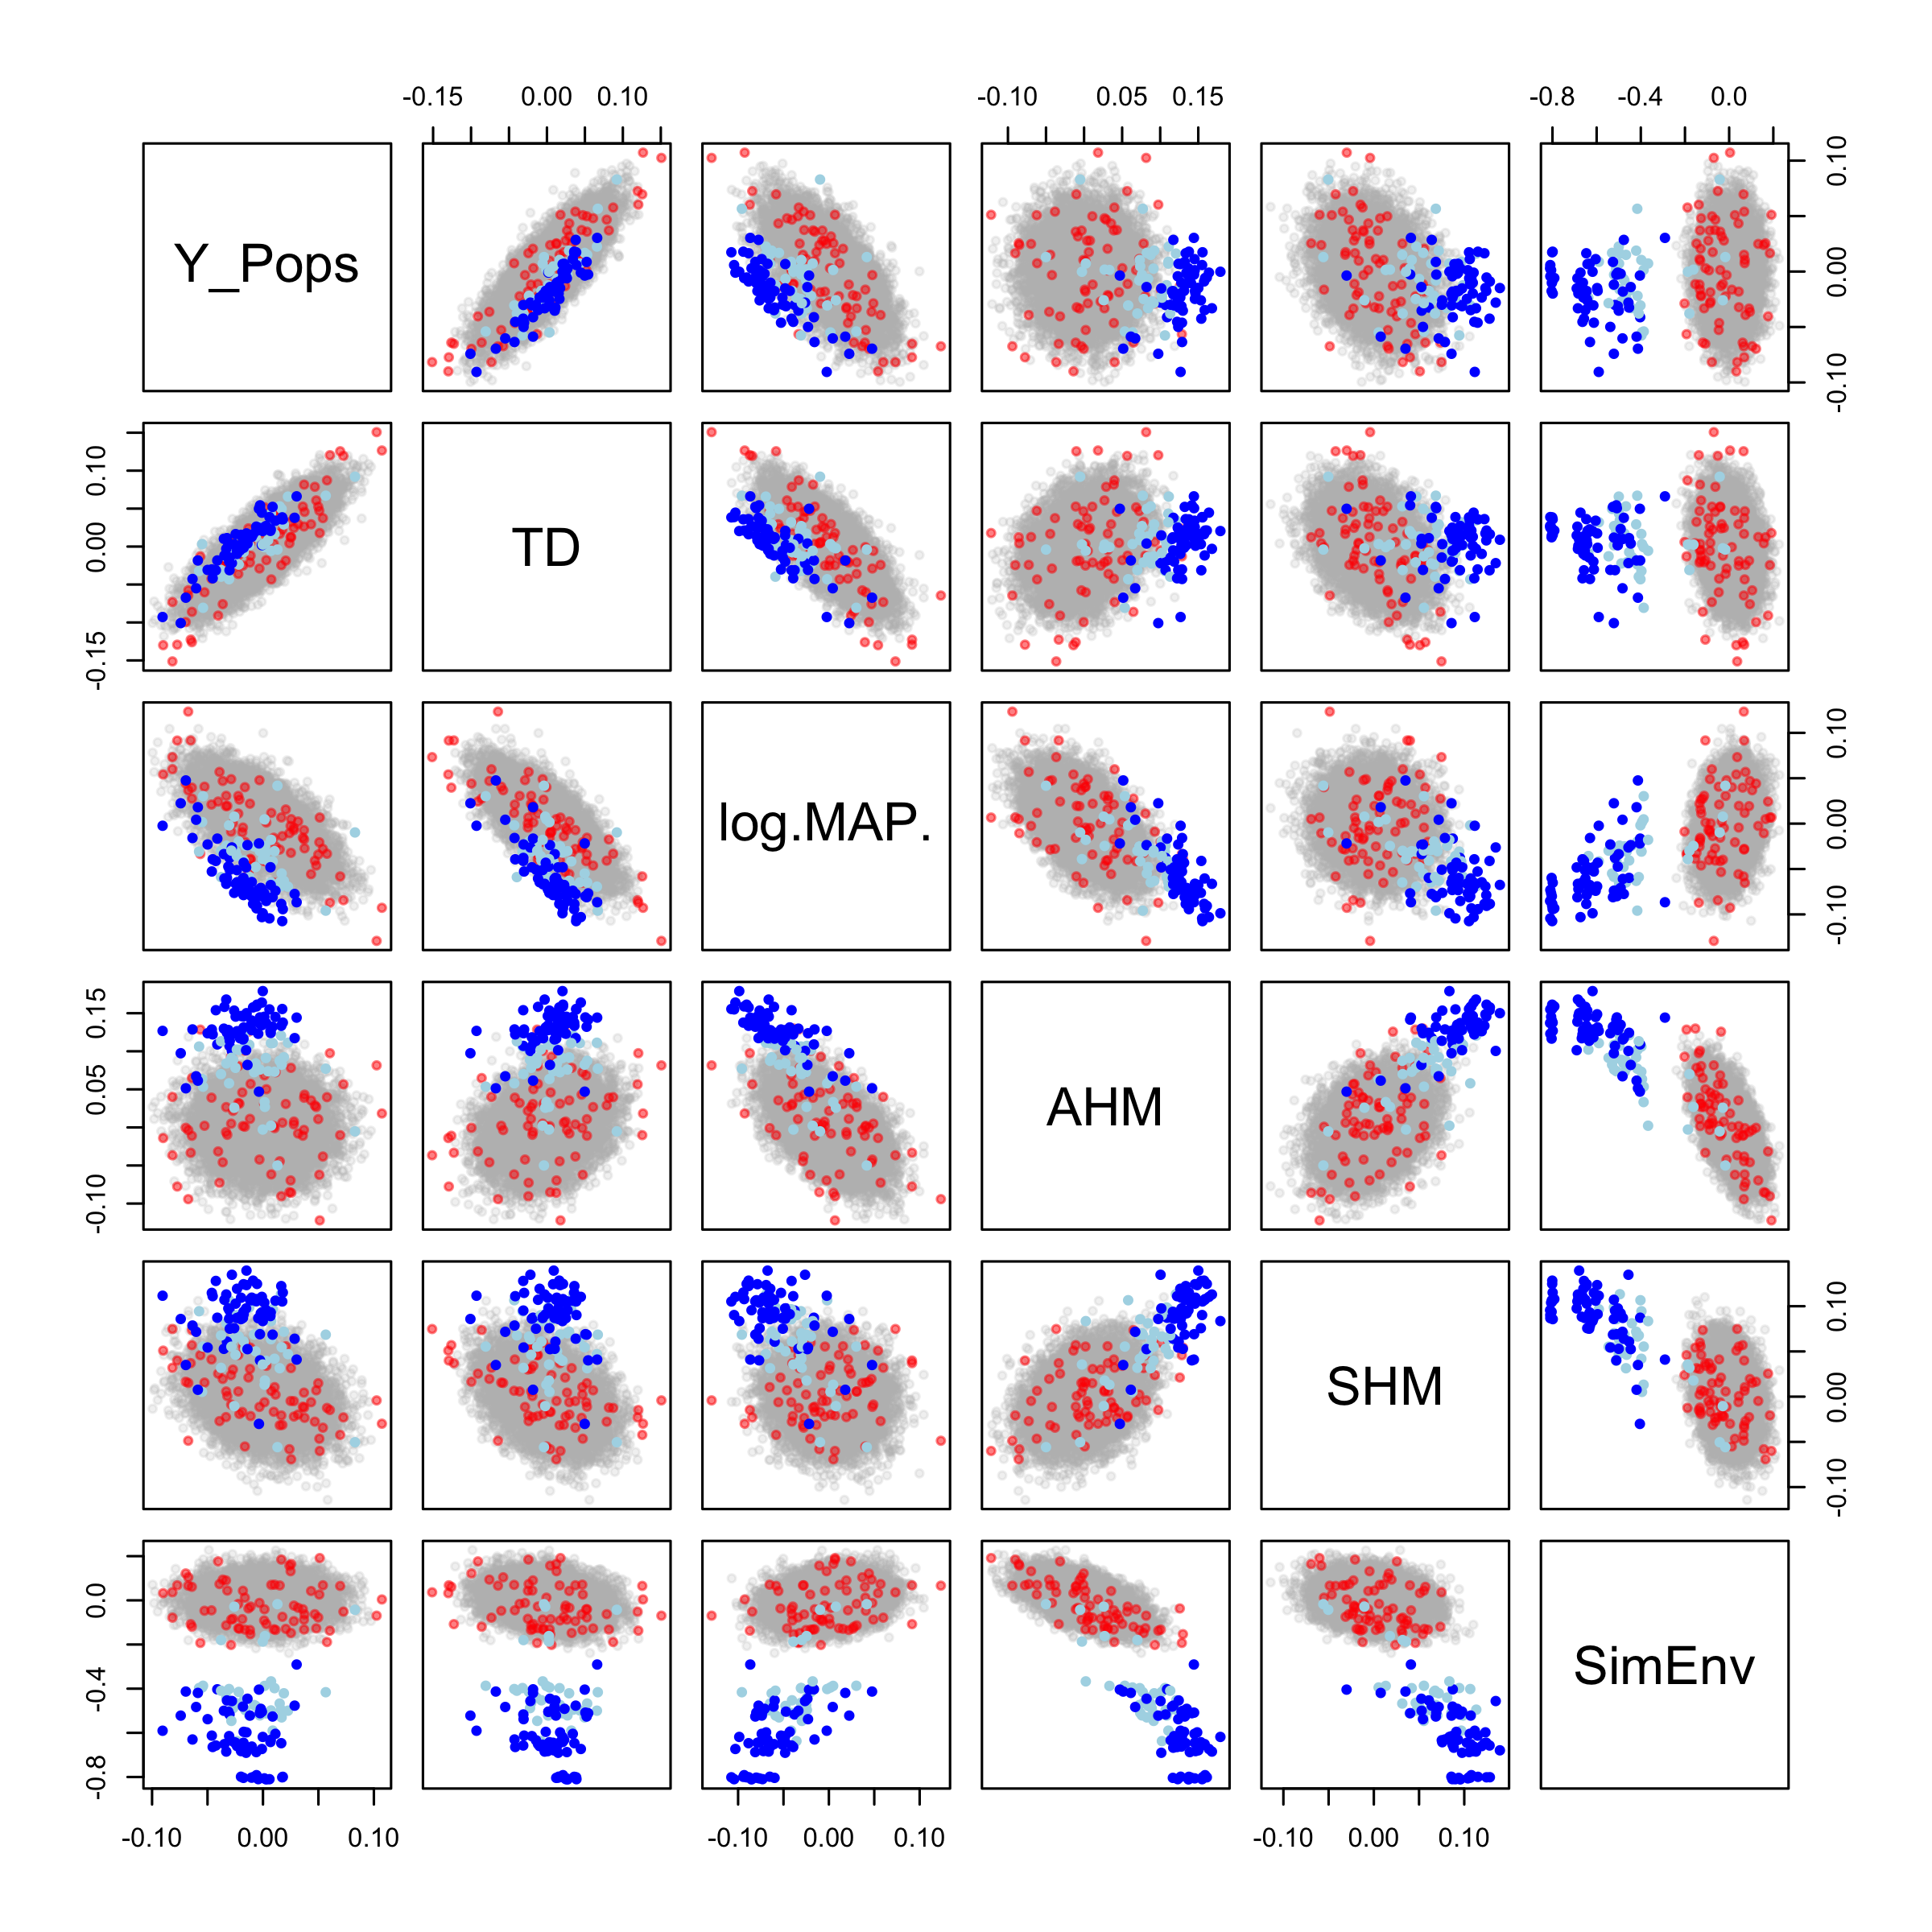 -0.15 0.00 0.10 -0.10 0.05 0.15 -0.8 -0.4 0.0
Y_Pops -0.10 0.00 0.10
-0.15 0.00 0.10 TD
log.MAP. -0.10 0.00 0.10
-0.10 0.05 0.15 AHM
SHM -0.10 0.00 0.10
-0.8 -0.4 0.0 SimEnv
-0.10 0.00 0.10 -0.10 0.00 0.10 -0.10 0.00 0.10